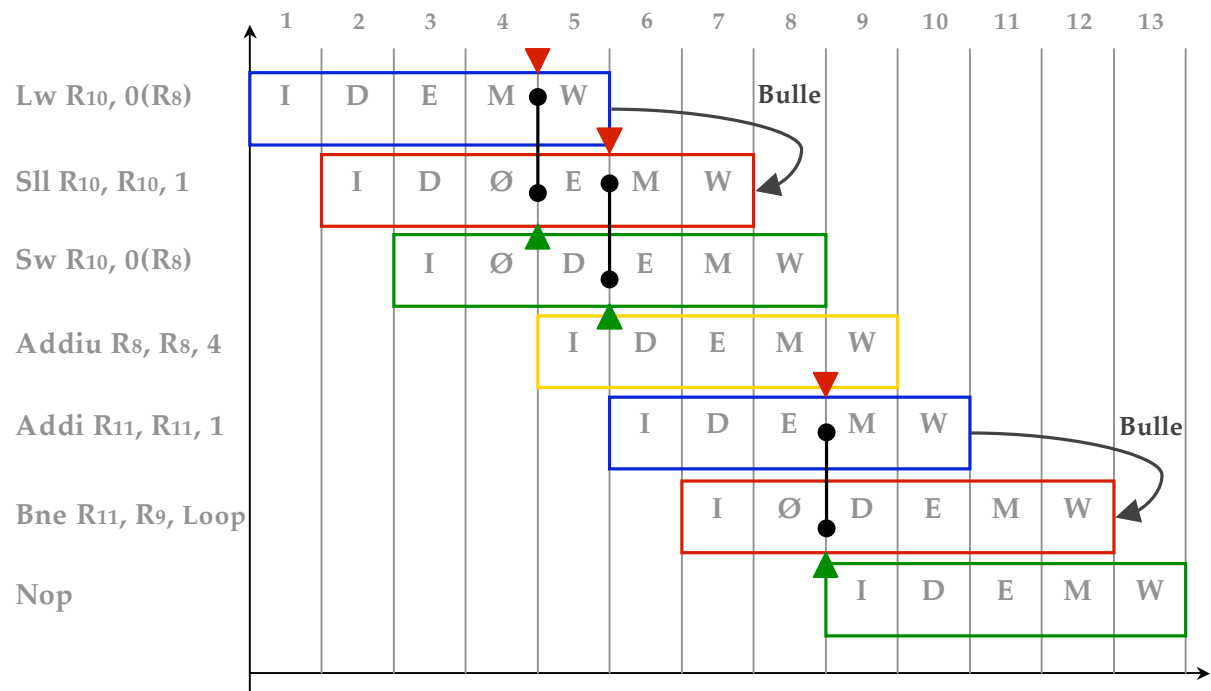 1 2 3 4 5 6 7 8 9 10 11 12 13
Lw R10, 0(R8) I D E M W Bulle
Sll R10, R10, 1 I D Ø E M W
Sw R10, 0(R8) I Ø D E M W
Addiu R8, R8, 4 I D E M W
Addi R11, R11, 1 I D E M W Bulle
Bne R11, R9, Loop I Ø D E M W
Nop I D E M W